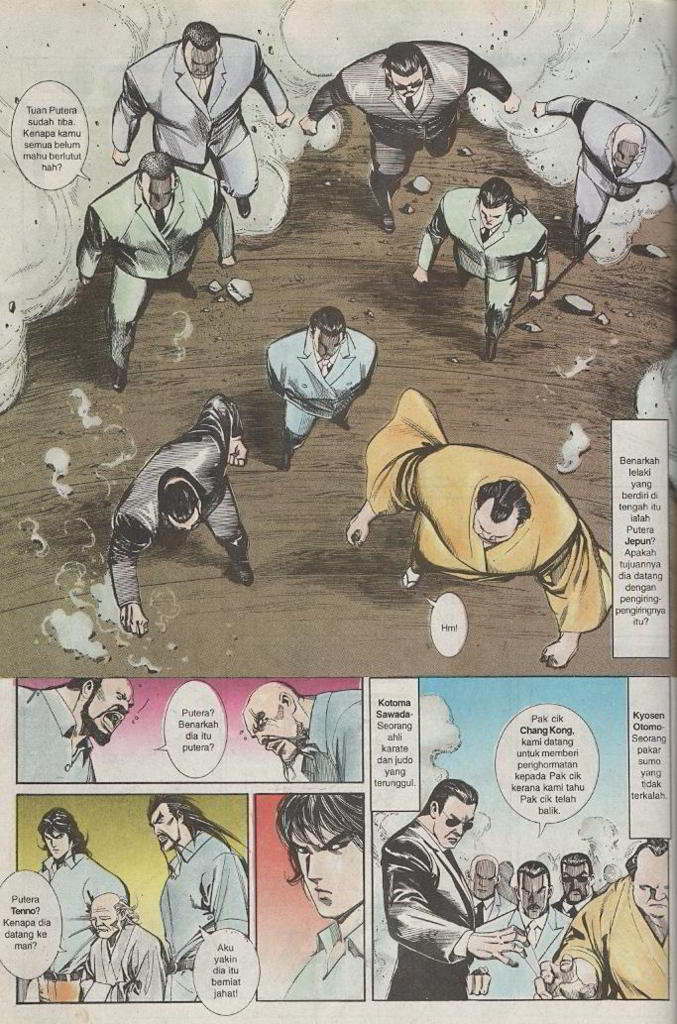 Tuan Putera
sudah tiba.
Kenapa kamu
semua belum
mahu berlutut
hah?
Benarkah
lelaki
yang
berdiri di
tengah itu
ialah
Putera
Jepun?
Apakah
tujuannya
dia datang
dengan
pengiring-
pengiringnya
itu?
Hm!
Putera?
Benarkah
dia itu
putera?
Kotoma
Sawada-
Seorang
ahli
karate
dan judo
yang
terunggul.
Pak cik
Chang Kong,
kami datang
untuk memberi
penghormatan
kepada Pak cik
kerana kami tahu
Pak cik telah
balik.
Kyosen
Otomo-
Seorang
pakar
sumo
yang
tidak
terkalah.
Putera
Tenno?
Kenapa dia
datang ke
mari?
Aku
yakin
dia itu
berniat
jahat!